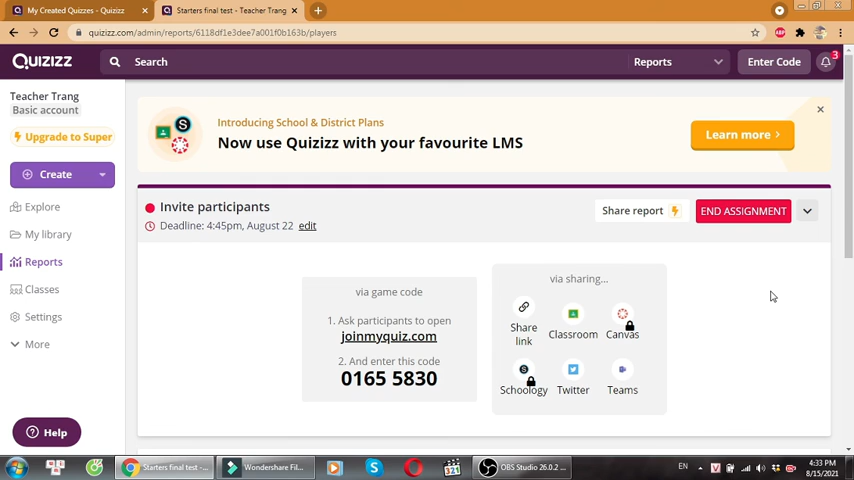 My Created Quizzes - Quizizz
Starters final test - Teacher Trang
quizizz.com/admin/reports/6118df1e3dee7a001f0b163b/players
QUIZIZZ
Search
Reports
Enter Code
3
Teacher Trang
Basic account
Upgrade to Super
Create
Explore
My library
Reports
Classes
Settings
More
Help
Introducing School & District Plans
Now use Quizizz with your favourite LMS
Learn more
Invite participants
Deadline: 4:45pm, August 22 edit
Share report
END ASSIGNMENT
via game code
1. Ask participants to open
joinmyquiz.com
2. And enter this code
0165 5830
via sharing...
Share link
Classroom
Canvas
Schoology
Twitter
Teams
Starters final test -...
Wondershare Fil...
OBS Studio 26.0.2 ...
EN
4:33 PM
8/15/2021